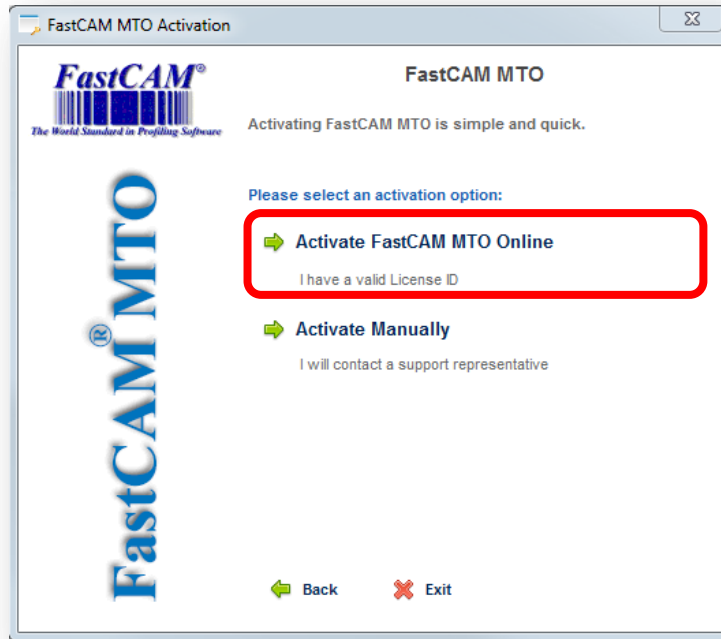 FastCAM MTO Activation
FastCAM®
The World Standard in Profiling Software
FastCAM® MTO
FastCAM MTO
Activating FastCAM MTO is simple and quick.
Please select an activation option:
Activate FastCAM MTO Online
I have a valid License ID
Activate Manually
I will contact a support representative
Back
Exit